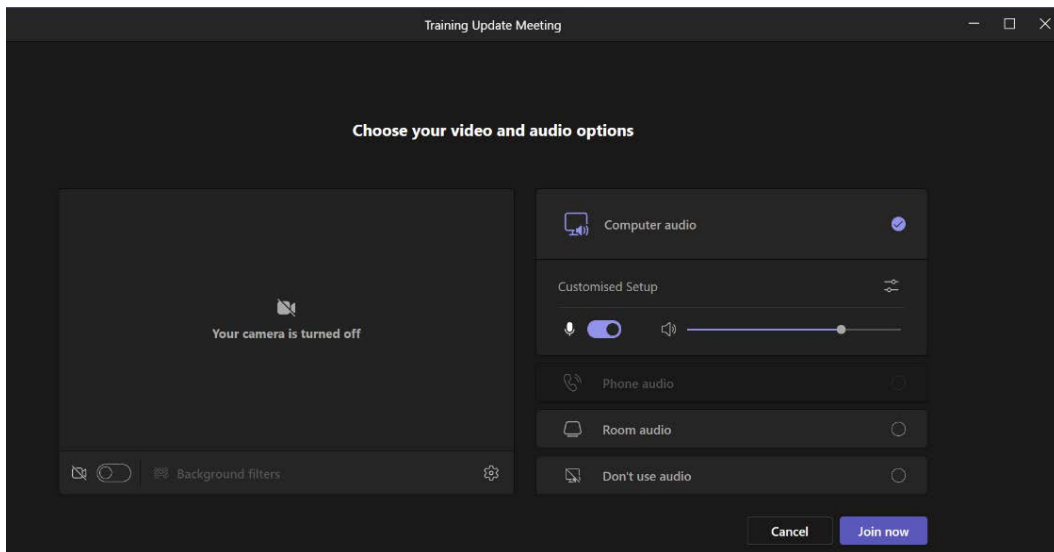 Training Update Meeting
Choose your video and audio options
Your camera is turned off
Background filters
Computer audio
Customised Setup
Phone audio
Room audio
Don't use audio
Cancel
Join now